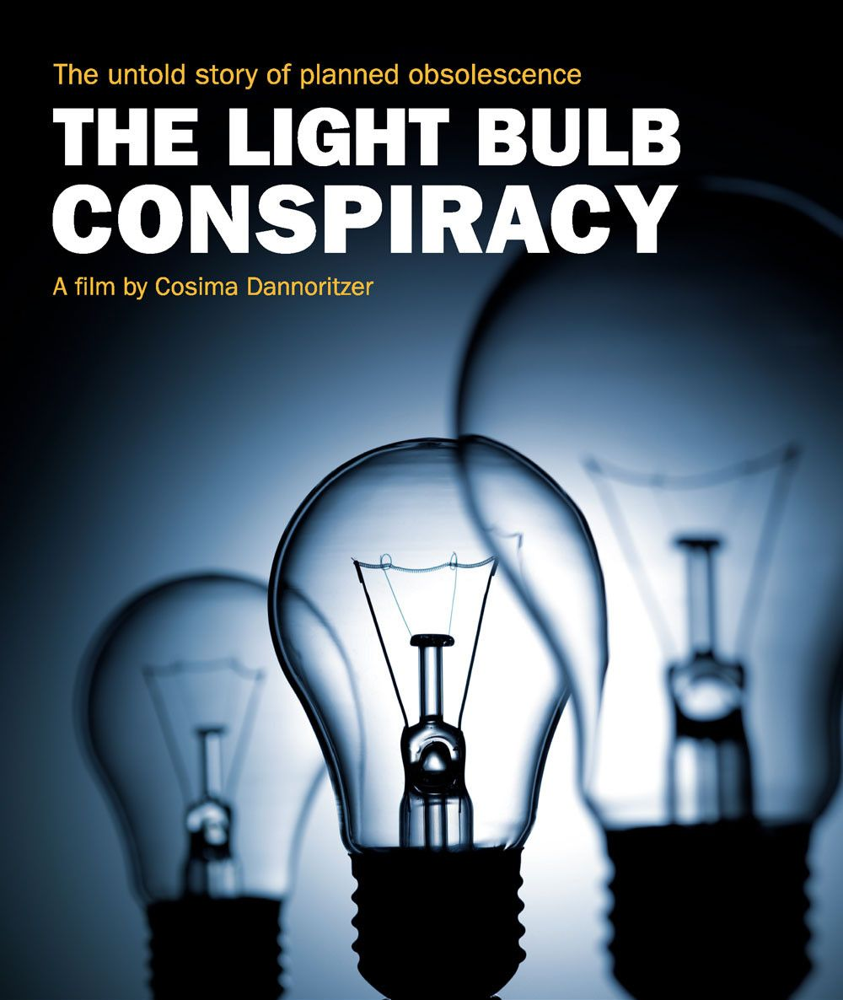 The untold story of planned obsolescence
THE LIGHT BULB
CONSPIRACY
A film by Cosima Dannoritzer